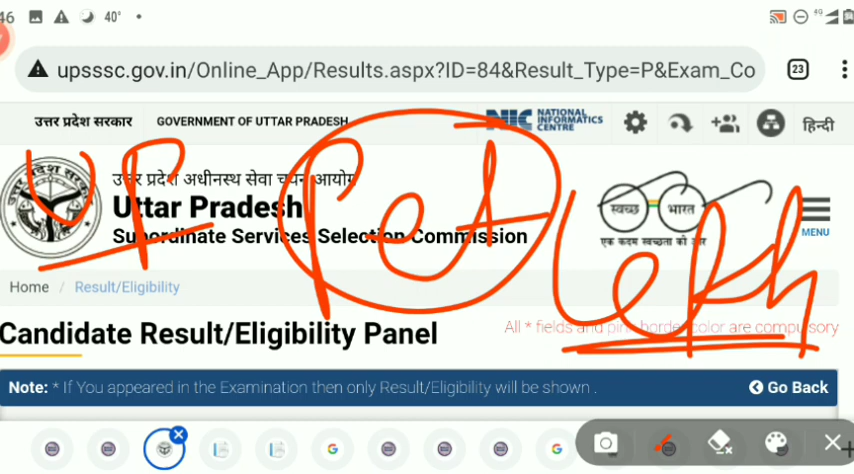 46 40° 4G
upsssc.gov.in/Online_App/Results.aspx?ID=84&Result_Type=P&Exam_Co 23
उत्तर प्रदेश सरकार GOVERNMENT OF UTTAR PRADESH NIC NATIONAL INFORMATICS CENTRE हिन्दी
उत्तर प्रदेश अधीनस्थ सेवा चयन आयोग
Uttar Pradesh
Subordinate Services Selection Commission
स्वच्छ भारत
एक कदम स्वच्छता की ओर
MENU
UP Pet
Home / Result/Eligibility
Candidate Result/Eligibility Panel
All * fields and pink border color are compulsory
Note: * If You appeared in the Examination then only Result/Eligibility will be shown . Go Back